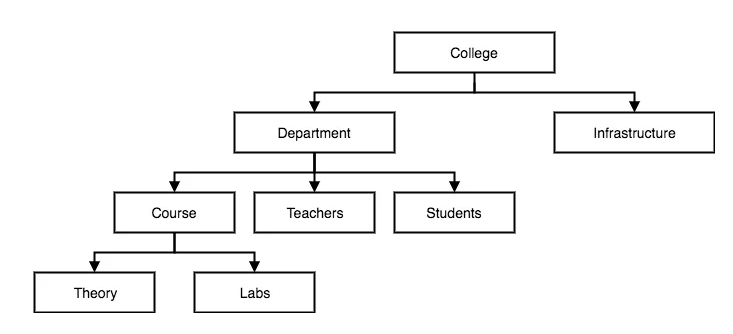 College
Department
Infrastructure
Course
Teachers
Students
Theory
Labs